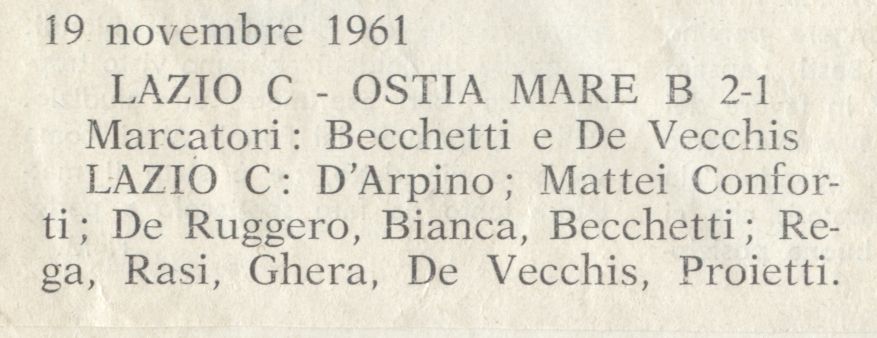 19 novembre 1961
LAZIO C - OSTIA MARE B 2-1
Marcatori: Becchetti e De Vecchis
LAZIO C: D'Arpino; Mattei Confor-
ti; De Ruggero, Bianca, Becchetti; Re-
ga, Rasi, Ghera, De Vecchis, Proietti.